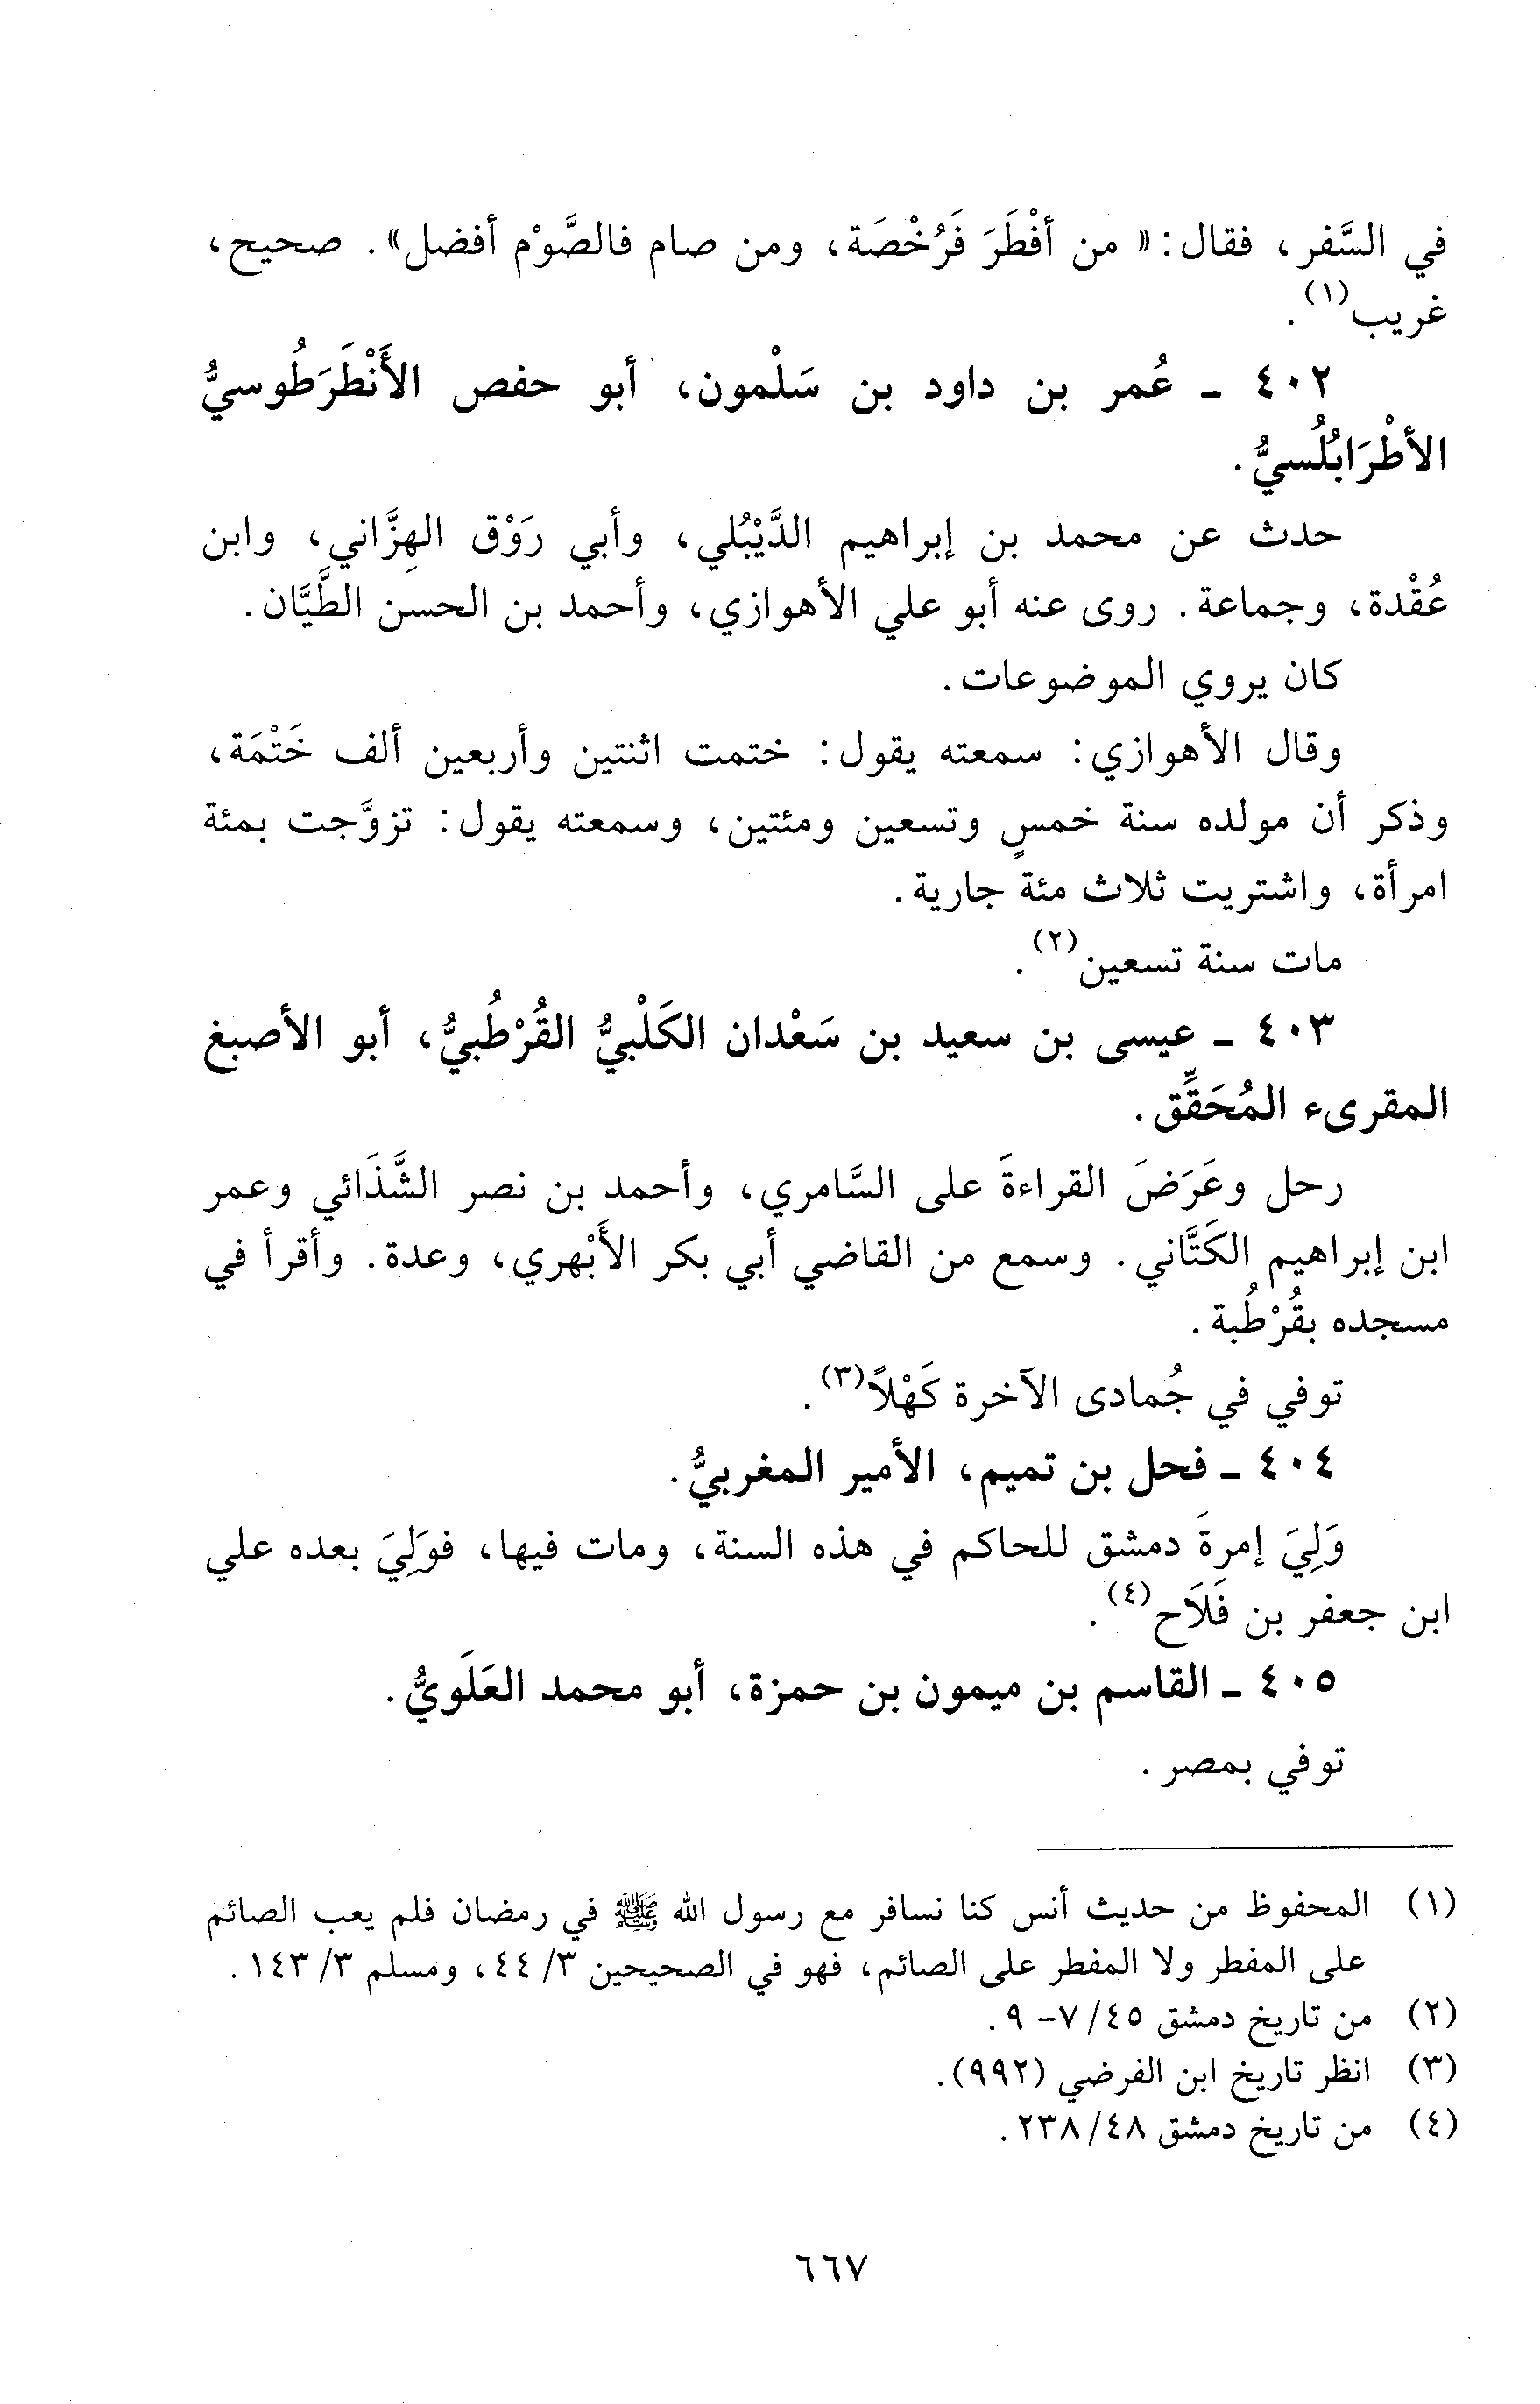 في السَّفر، فقال: «من أفْطَرَ فَرُخْصَة، ومن صام فالصَّوْم أفضل». صحيح،
غريب(١).
٤٠٢ ـ عُمر بن داود بن سَلْمون، أبو حفص الأَنْطَرَطُوسيُّ
الأطْرَابُلُسيُّ.
حدث عن محمد بن إبراهيم الدَّيْبُلي، وأبي رَوْق الهِزَّاني، وابن
عُقْدة، وجماعة. روى عنه أبو علي الأهوازي، وأحمد بن الحسن الطَّيَّان.
كان يروي الموضوعات.
وقال الأهوازي: سمعته يقول: ختمت اثنتين وأربعين ألف خَتْمَة،
وذكر أن مولده سنة خمسٍ وتسعين ومئتين، وسمعته يقول: تزوَّجت بمئة
امرأة، واشتريت ثلاث مئة جارية.
مات سنة تسعين(٢).
٤٠٣ ـ عيسى بن سعيد بن سَعْدان الكَلْبيُّ القُرْطُبيُّ، أبو الأصبغ
المقرىء المُحَقِّق.
رحل وعَرَضَ القراءةَ على السَّامري، وأحمد بن نصر الشَّذَائي وعمر
ابن إبراهيم الكَتَّاني. وسمع من القاضي أبي بكر الأَبْهري، وعدة. وأقرأ في
مسجده بقُرْطُبة.
توفي في جُمادى الآخرة كَهْلاً(٣).
٤٠٤ ـ فحل بن تميم، الأمير المغربيُّ.
وَلِيَ إمرةَ دمشق للحاكم في هذه السنة، ومات فيها، فوَلِيَ بعده علي
ابن جعفر بن فَلَاح(٤).
٤٠٥ ـ القاسم بن ميمون بن حمزة، أبو محمد العَلَويُّ.
توفي بمصر.
(١) المحفوظ من حديث أنس كنا نسافر مع رسول الله ﷺ في رمضان فلم يعب الصائم
على المفطر ولا المفطر على الصائم، فهو في الصحيحين ٣/ ٤٤، ومسلم ٣/ ١٤٣.
(٢) من تاريخ دمشق ٤٥/ ٧- ٩.
(٣) انظر تاريخ ابن الفرضي (٩٩٢).
(٤) من تاريخ دمشق ٤٨/ ٢٣٨.
٦٦٧